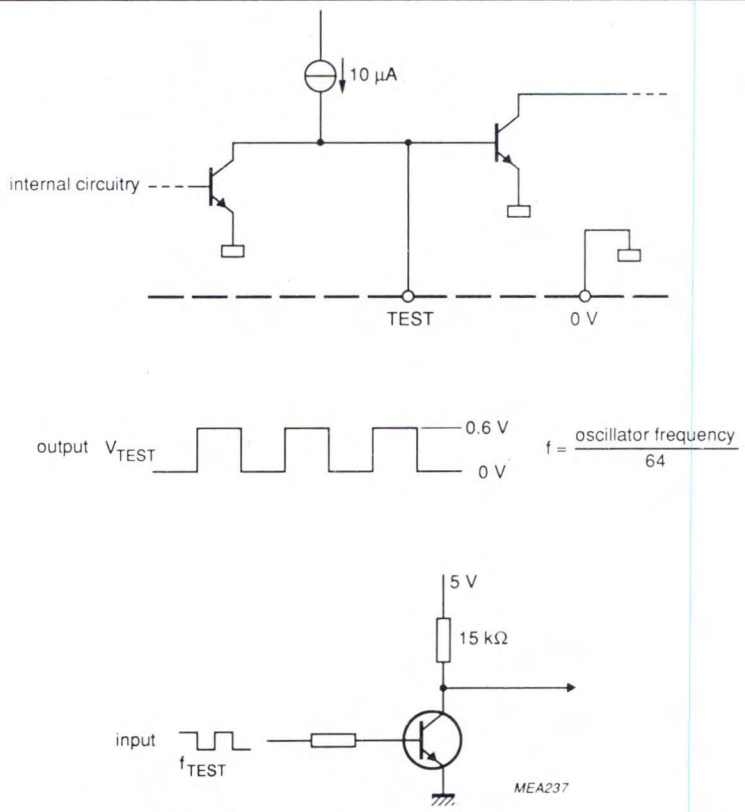 10 μA
internal circuitry
TEST
0 V
output V_TEST
0.6 V
0 V
f = oscillator frequency / 64
5 V
15 kΩ
input
f_TEST
MEA237